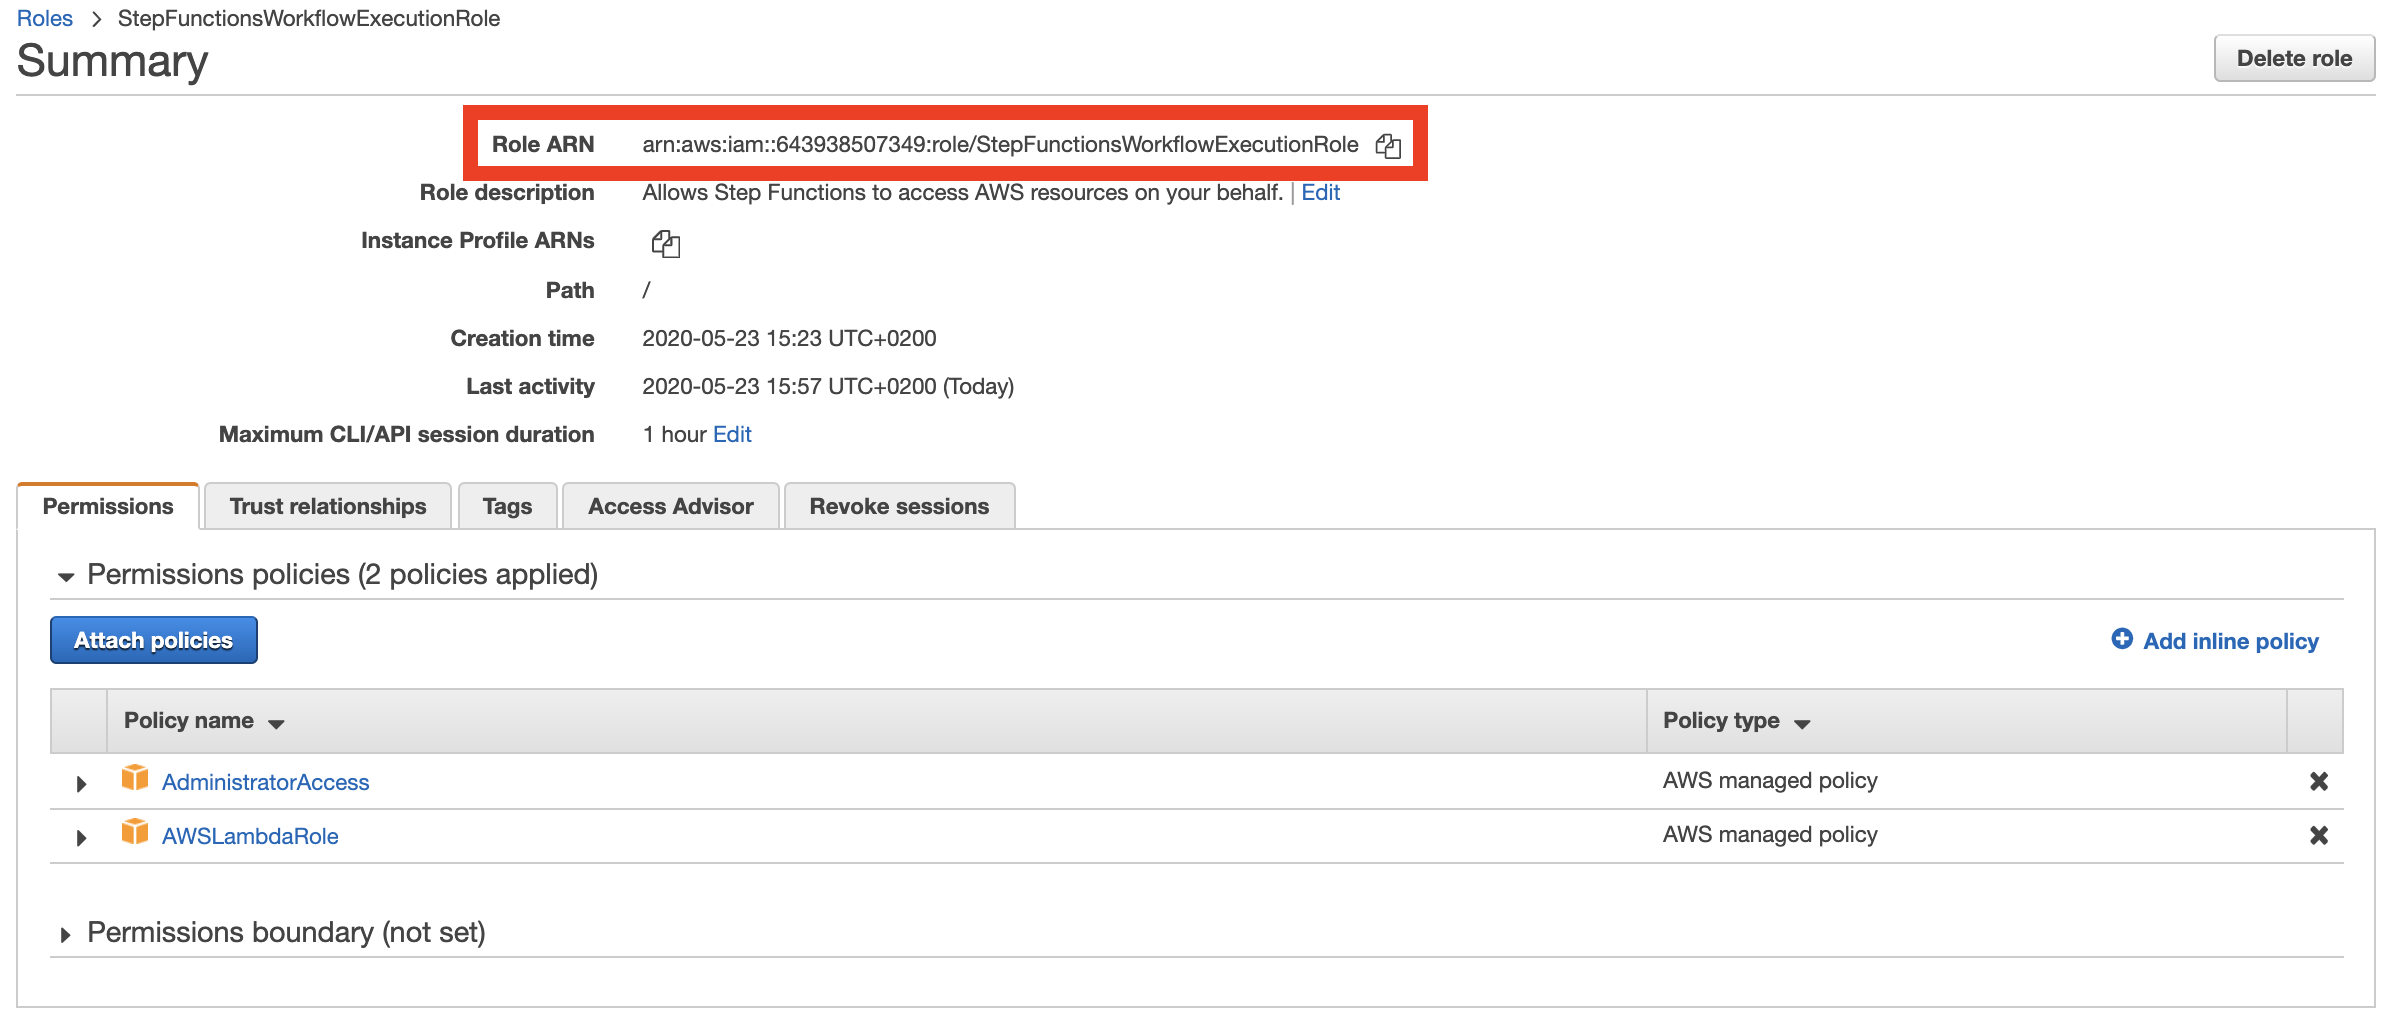 Roles > StepFunctionsWorkflowExecutionRole
Summary
Delete role
Role ARN arn:aws:iam::643938507349:role/StepFunctionsWorkflowExecutionRole
Role description Allows Step Functions to access AWS resources on your behalf. | Edit
Instance Profile ARNs
Path /
Creation time 2020-05-23 15:23 UTC+0200
Last activity 2020-05-23 15:57 UTC+0200 (Today)
Maximum CLI/API session duration 1 hour Edit
Permissions Trust relationships Tags Access Advisor Revoke sessions
Permissions policies (2 policies applied)
Attach policies Add inline policy
Policy name Policy type
AdministratorAccess AWS managed policy
AWSLambdaRole AWS managed policy
Permissions boundary (not set)